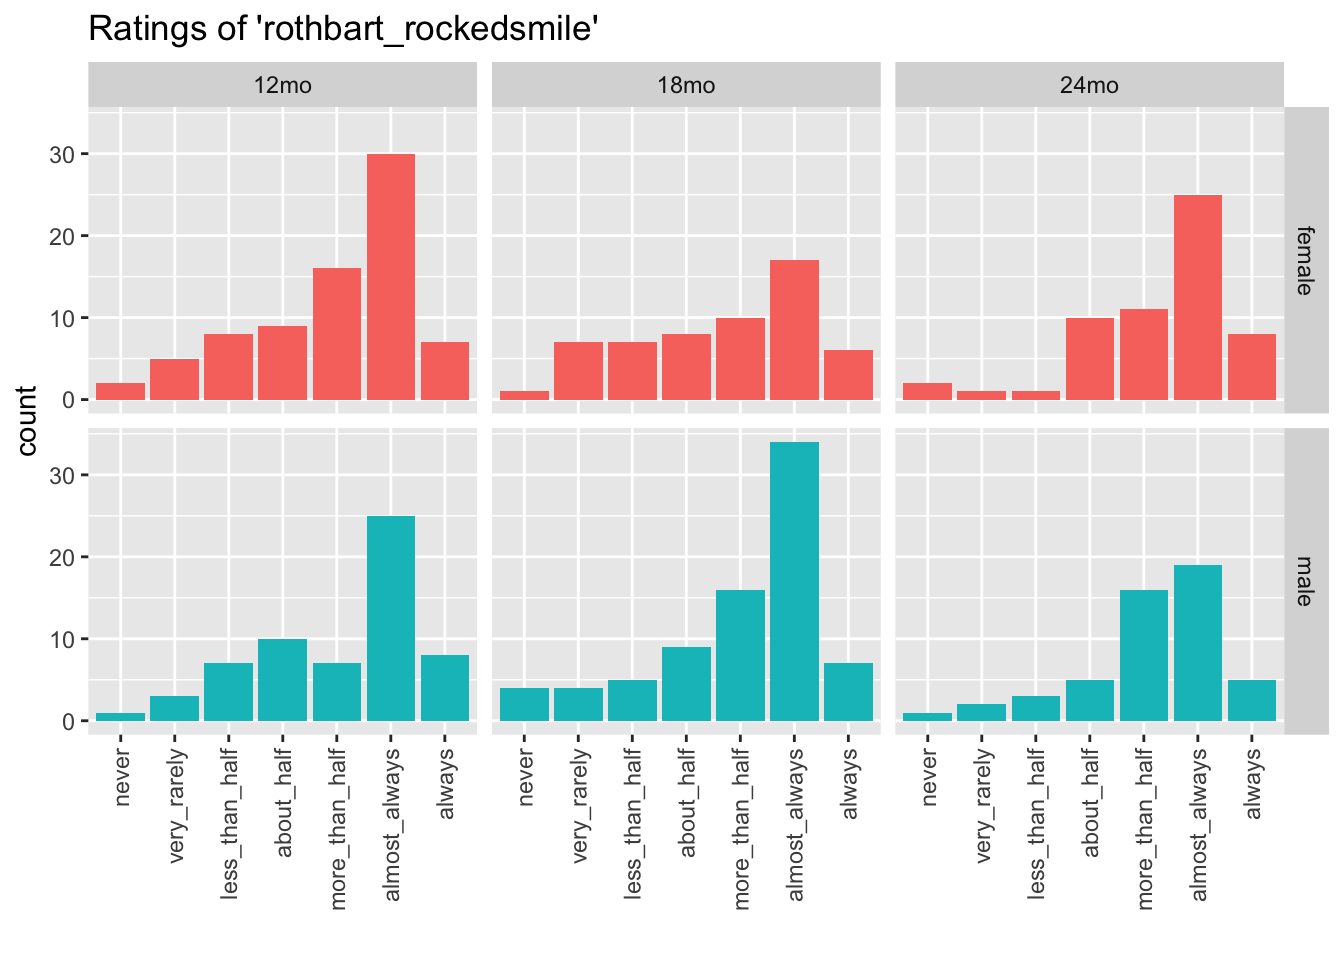 Ratings of 'rothbart_rockedsmile'
12mo 18mo 24mo
30
20
10
0
female
count
30
20
10
0
male
never very_rarely less_than_half about_half more_than_half almost_always always never very_rarely less_than_half about_half more_than_half almost_always always never very_rarely less_than_half about_half more_than_half almost_always always